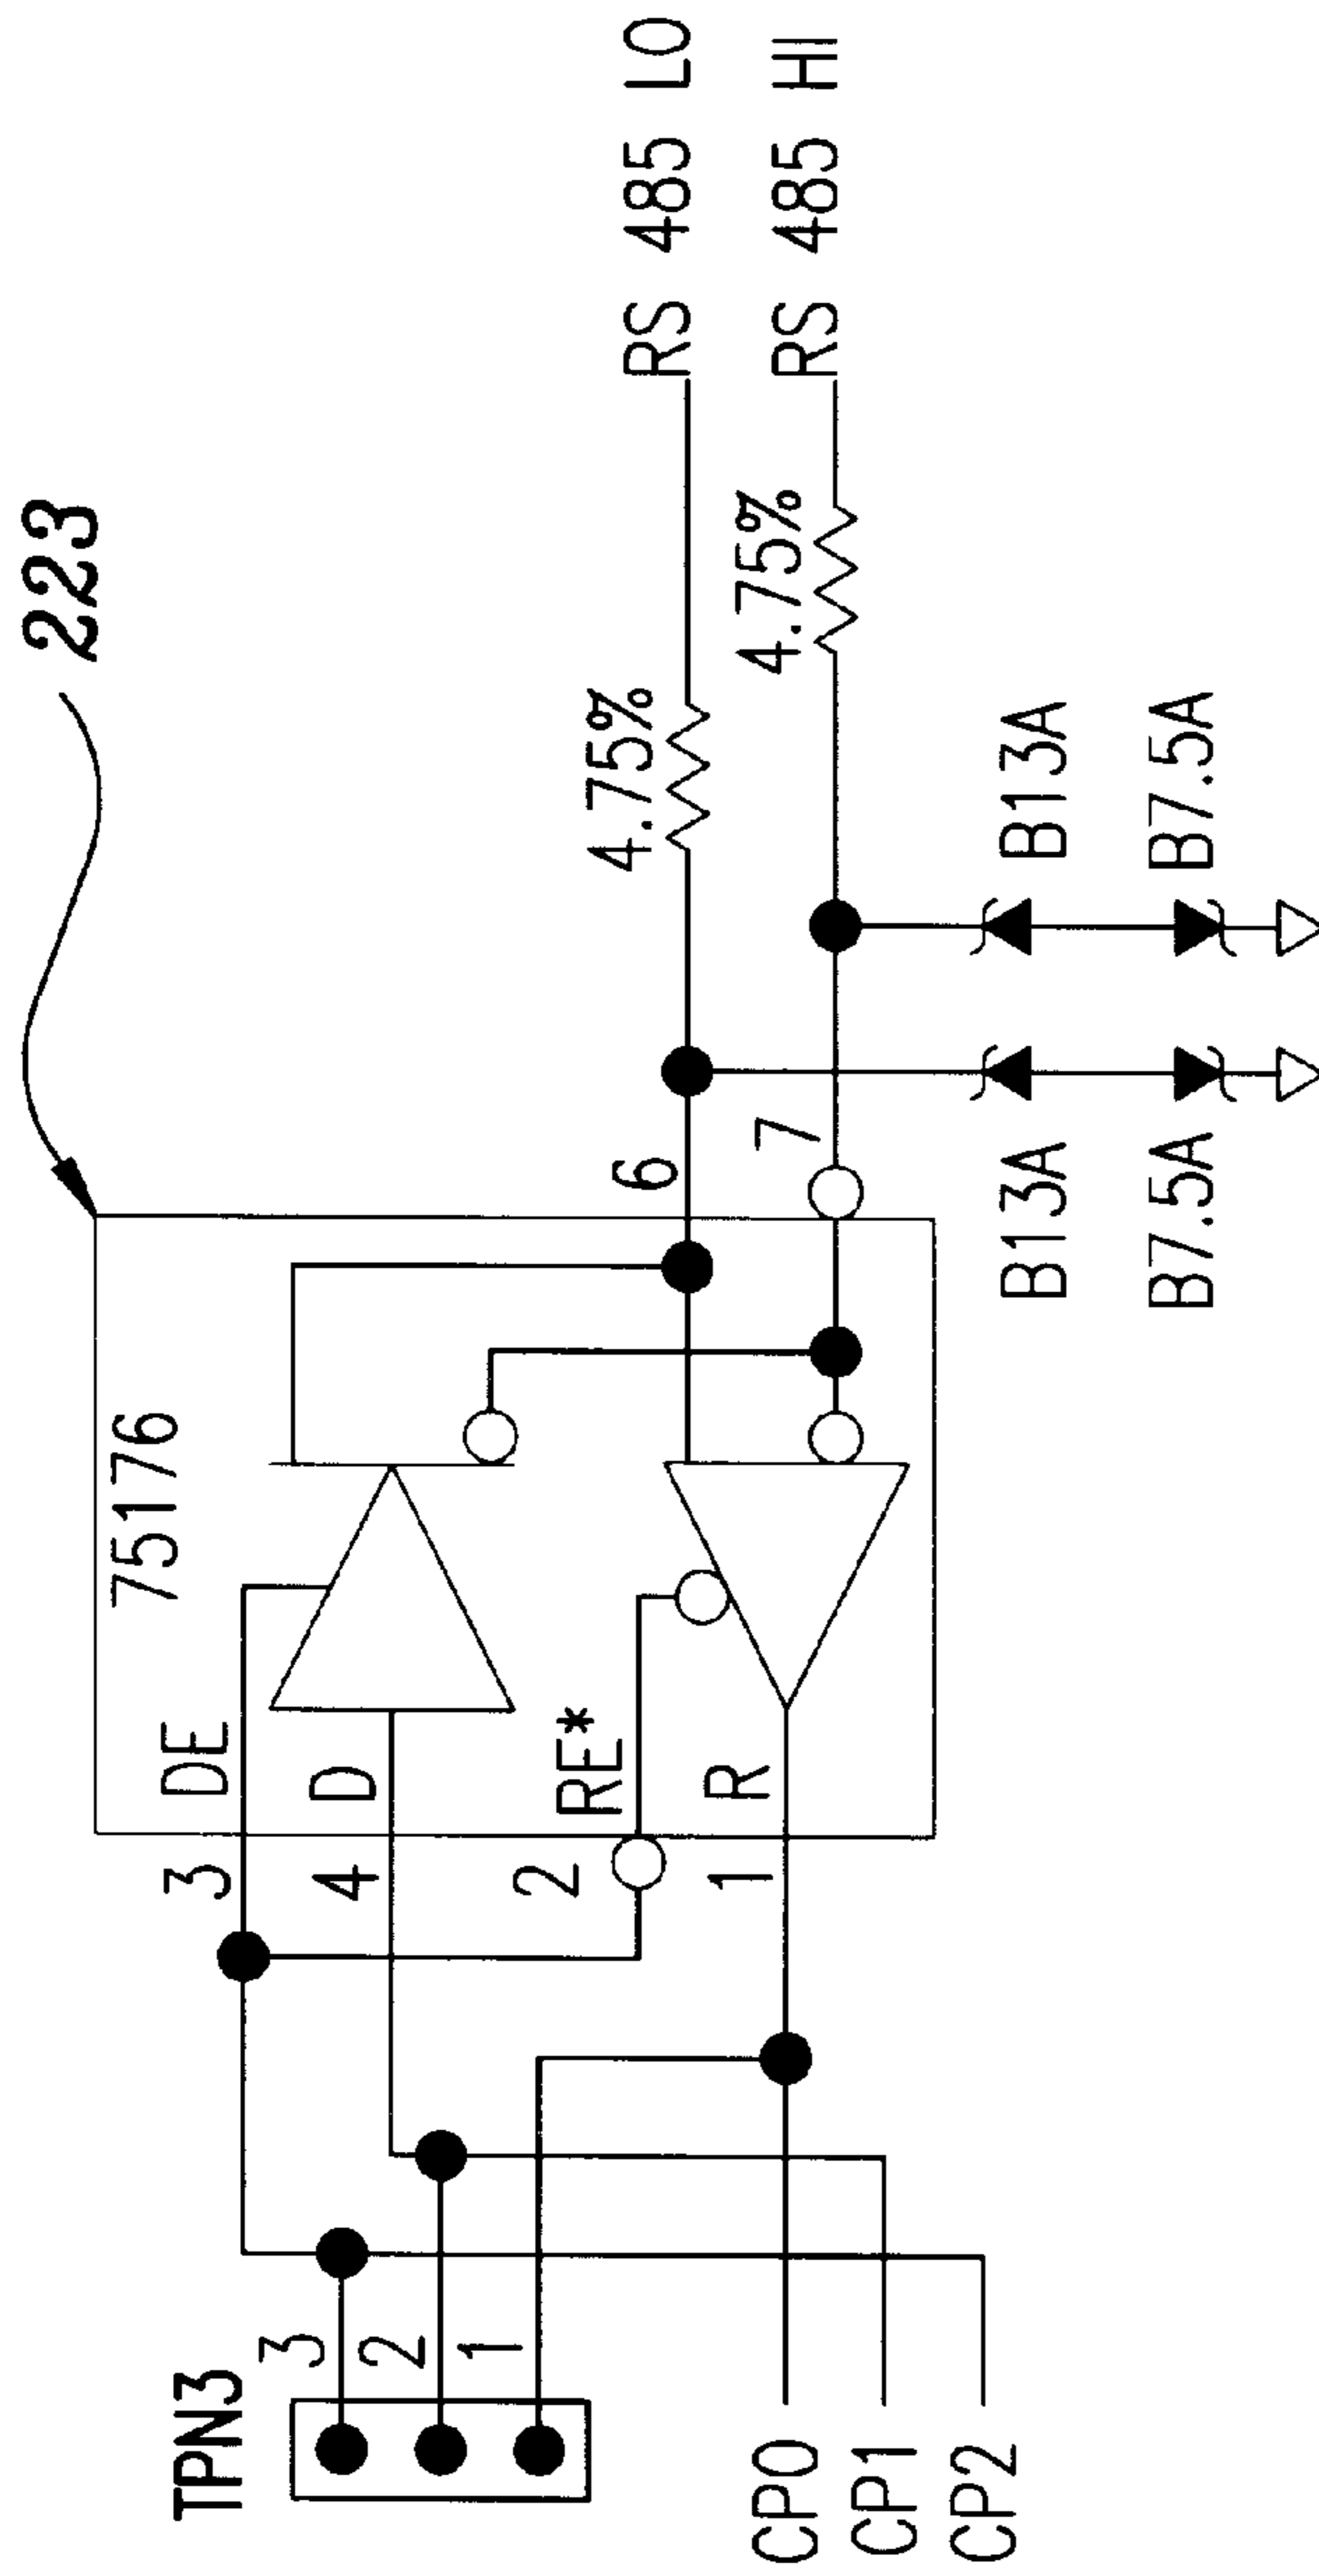 223
75176
3
DE
4
D
2
RE*
1
R
6
7
4.75%
RS 485 LO
4.75%
RS 485 HI
B13A
B13A
B7.5A
B7.5A
TPN3
3
2
1
CP0
CP1
CP2